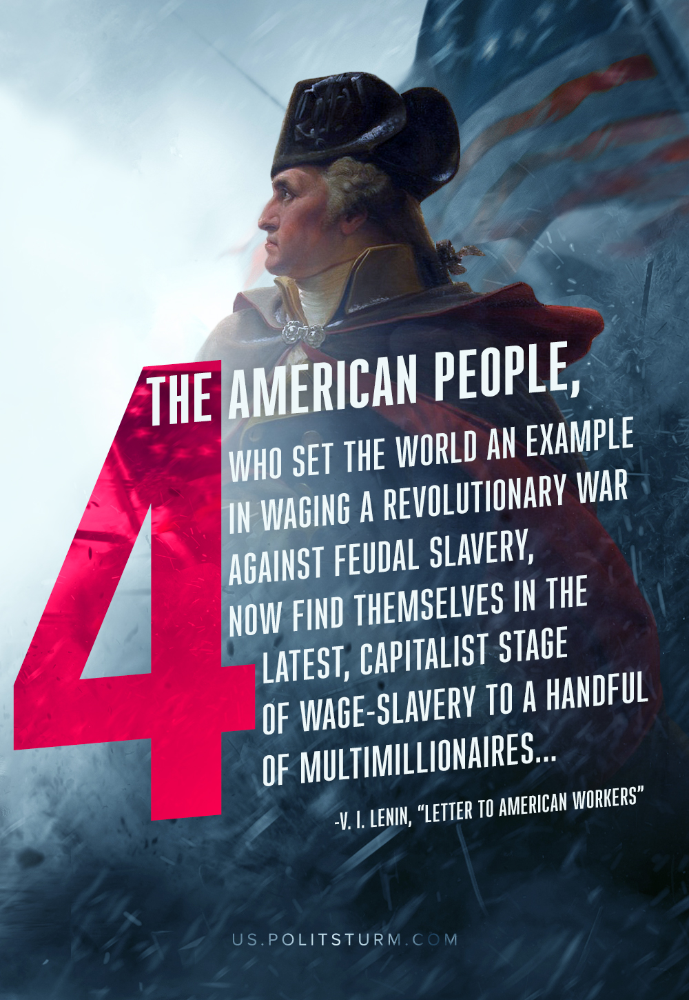 4
THE AMERICAN PEOPLE,
WHO SET THE WORLD AN EXAMPLE
IN WAGING A REVOLUTIONARY WAR
AGAINST FEUDAL SLAVERY,
NOW FIND THEMSELVES IN THE
LATEST, CAPITALIST STAGE
OF WAGE-SLAVERY TO A HANDFUL
OF MULTIMILLIONAIRES...
-V. I. LENIN, “LETTER TO AMERICAN WORKERS”
US.POLITSTURM.COM